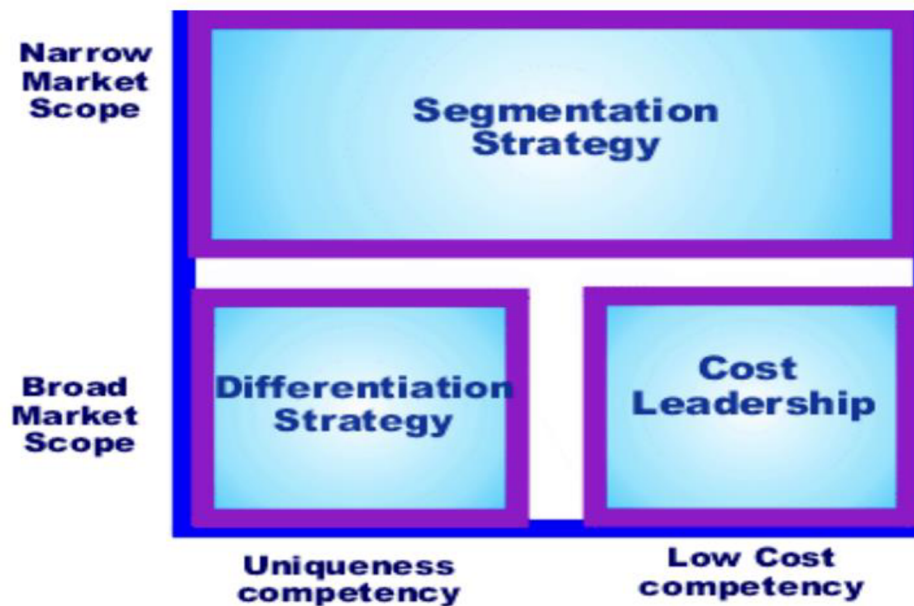 Narrow
Market
Scope
Segmentation
Strategy
Broad
Market
Scope
Differentiation
Strategy
Cost
Leadership
Uniqueness
competency
Low Cost
competency